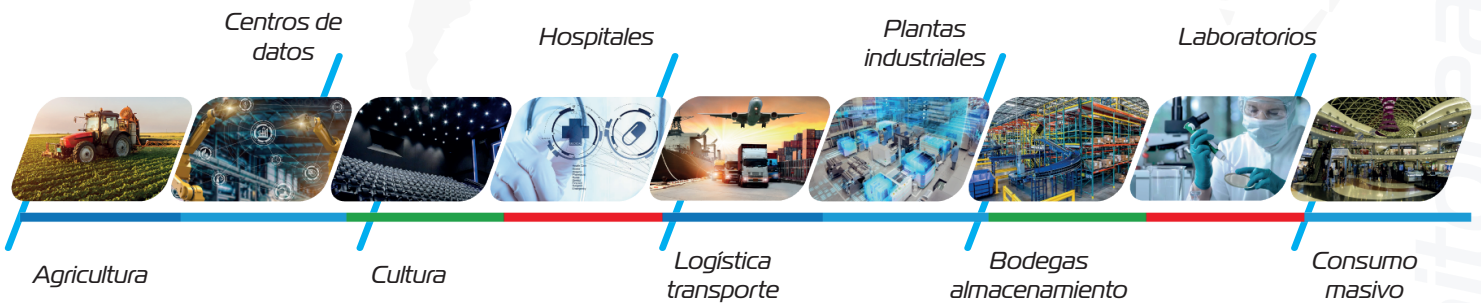 Centros de
datos
Hospitales
Plantas
industriales
Laboratorios
Agricultura
Cultura
Logística
transporte
Bodegas
almacenamiento
Consumo
masivo